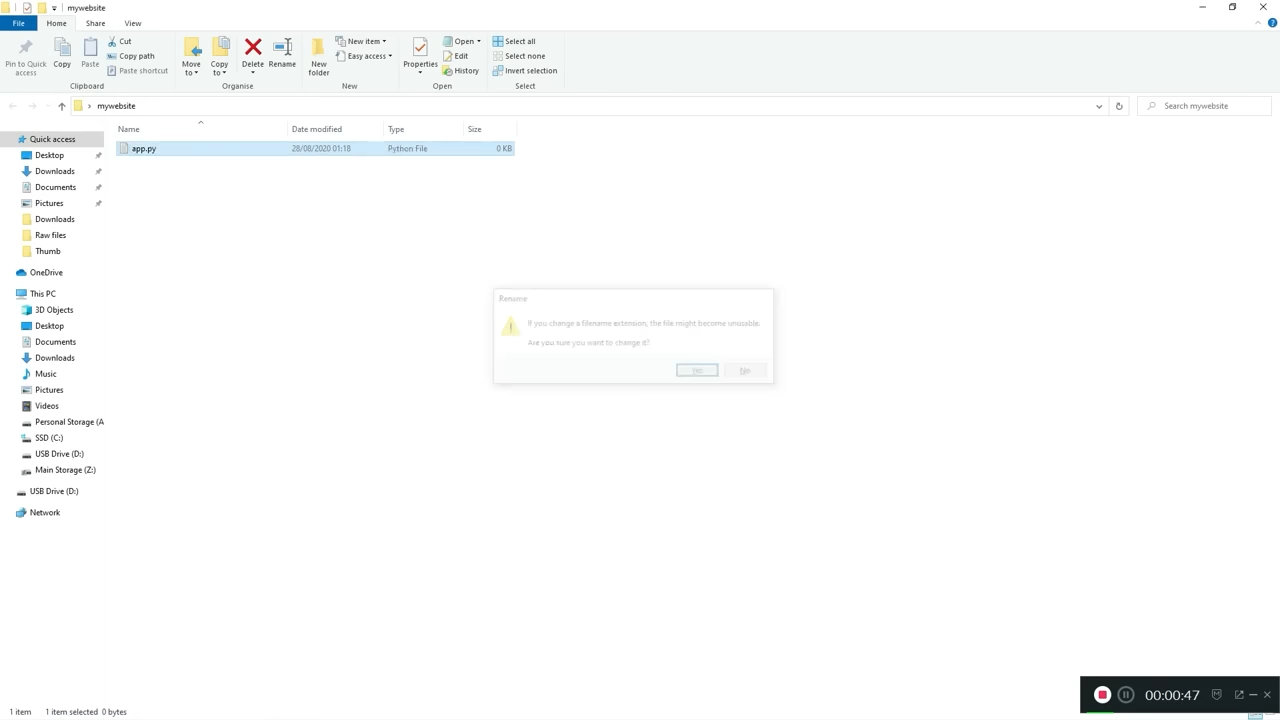 mywebsite
File Home Share View
Pin to Quick access
Copy
Paste
Cut
Copy path
Paste shortcut
Clipboard
Move to
Copy to
Delete
Rename
Organise
New folder
New item
Easy access
New
Properties
Open
Edit
History
Open
Select all
Select none
Invert selection
Select
mywebsite
Search mywebsite
Name Date modified Type Size
app.py 28/08/2020 01:18 Python File 0 KB
Quick access
Desktop
Downloads
Documents
Pictures
Downloads
Raw files
Thumb
OneDrive
This PC
3D Objects
Desktop
Documents
Downloads
Music
Pictures
Videos
Personal Storage (A
SSD (C:)
USB Drive (D:)
Main Storage (Z:)
USB Drive (D:)
Network
Rename
If you change a filename extension, the file might become unusable.
Are you sure you want to change it?
Yes No
00:00:47
1 item 1 item selected 0 bytes